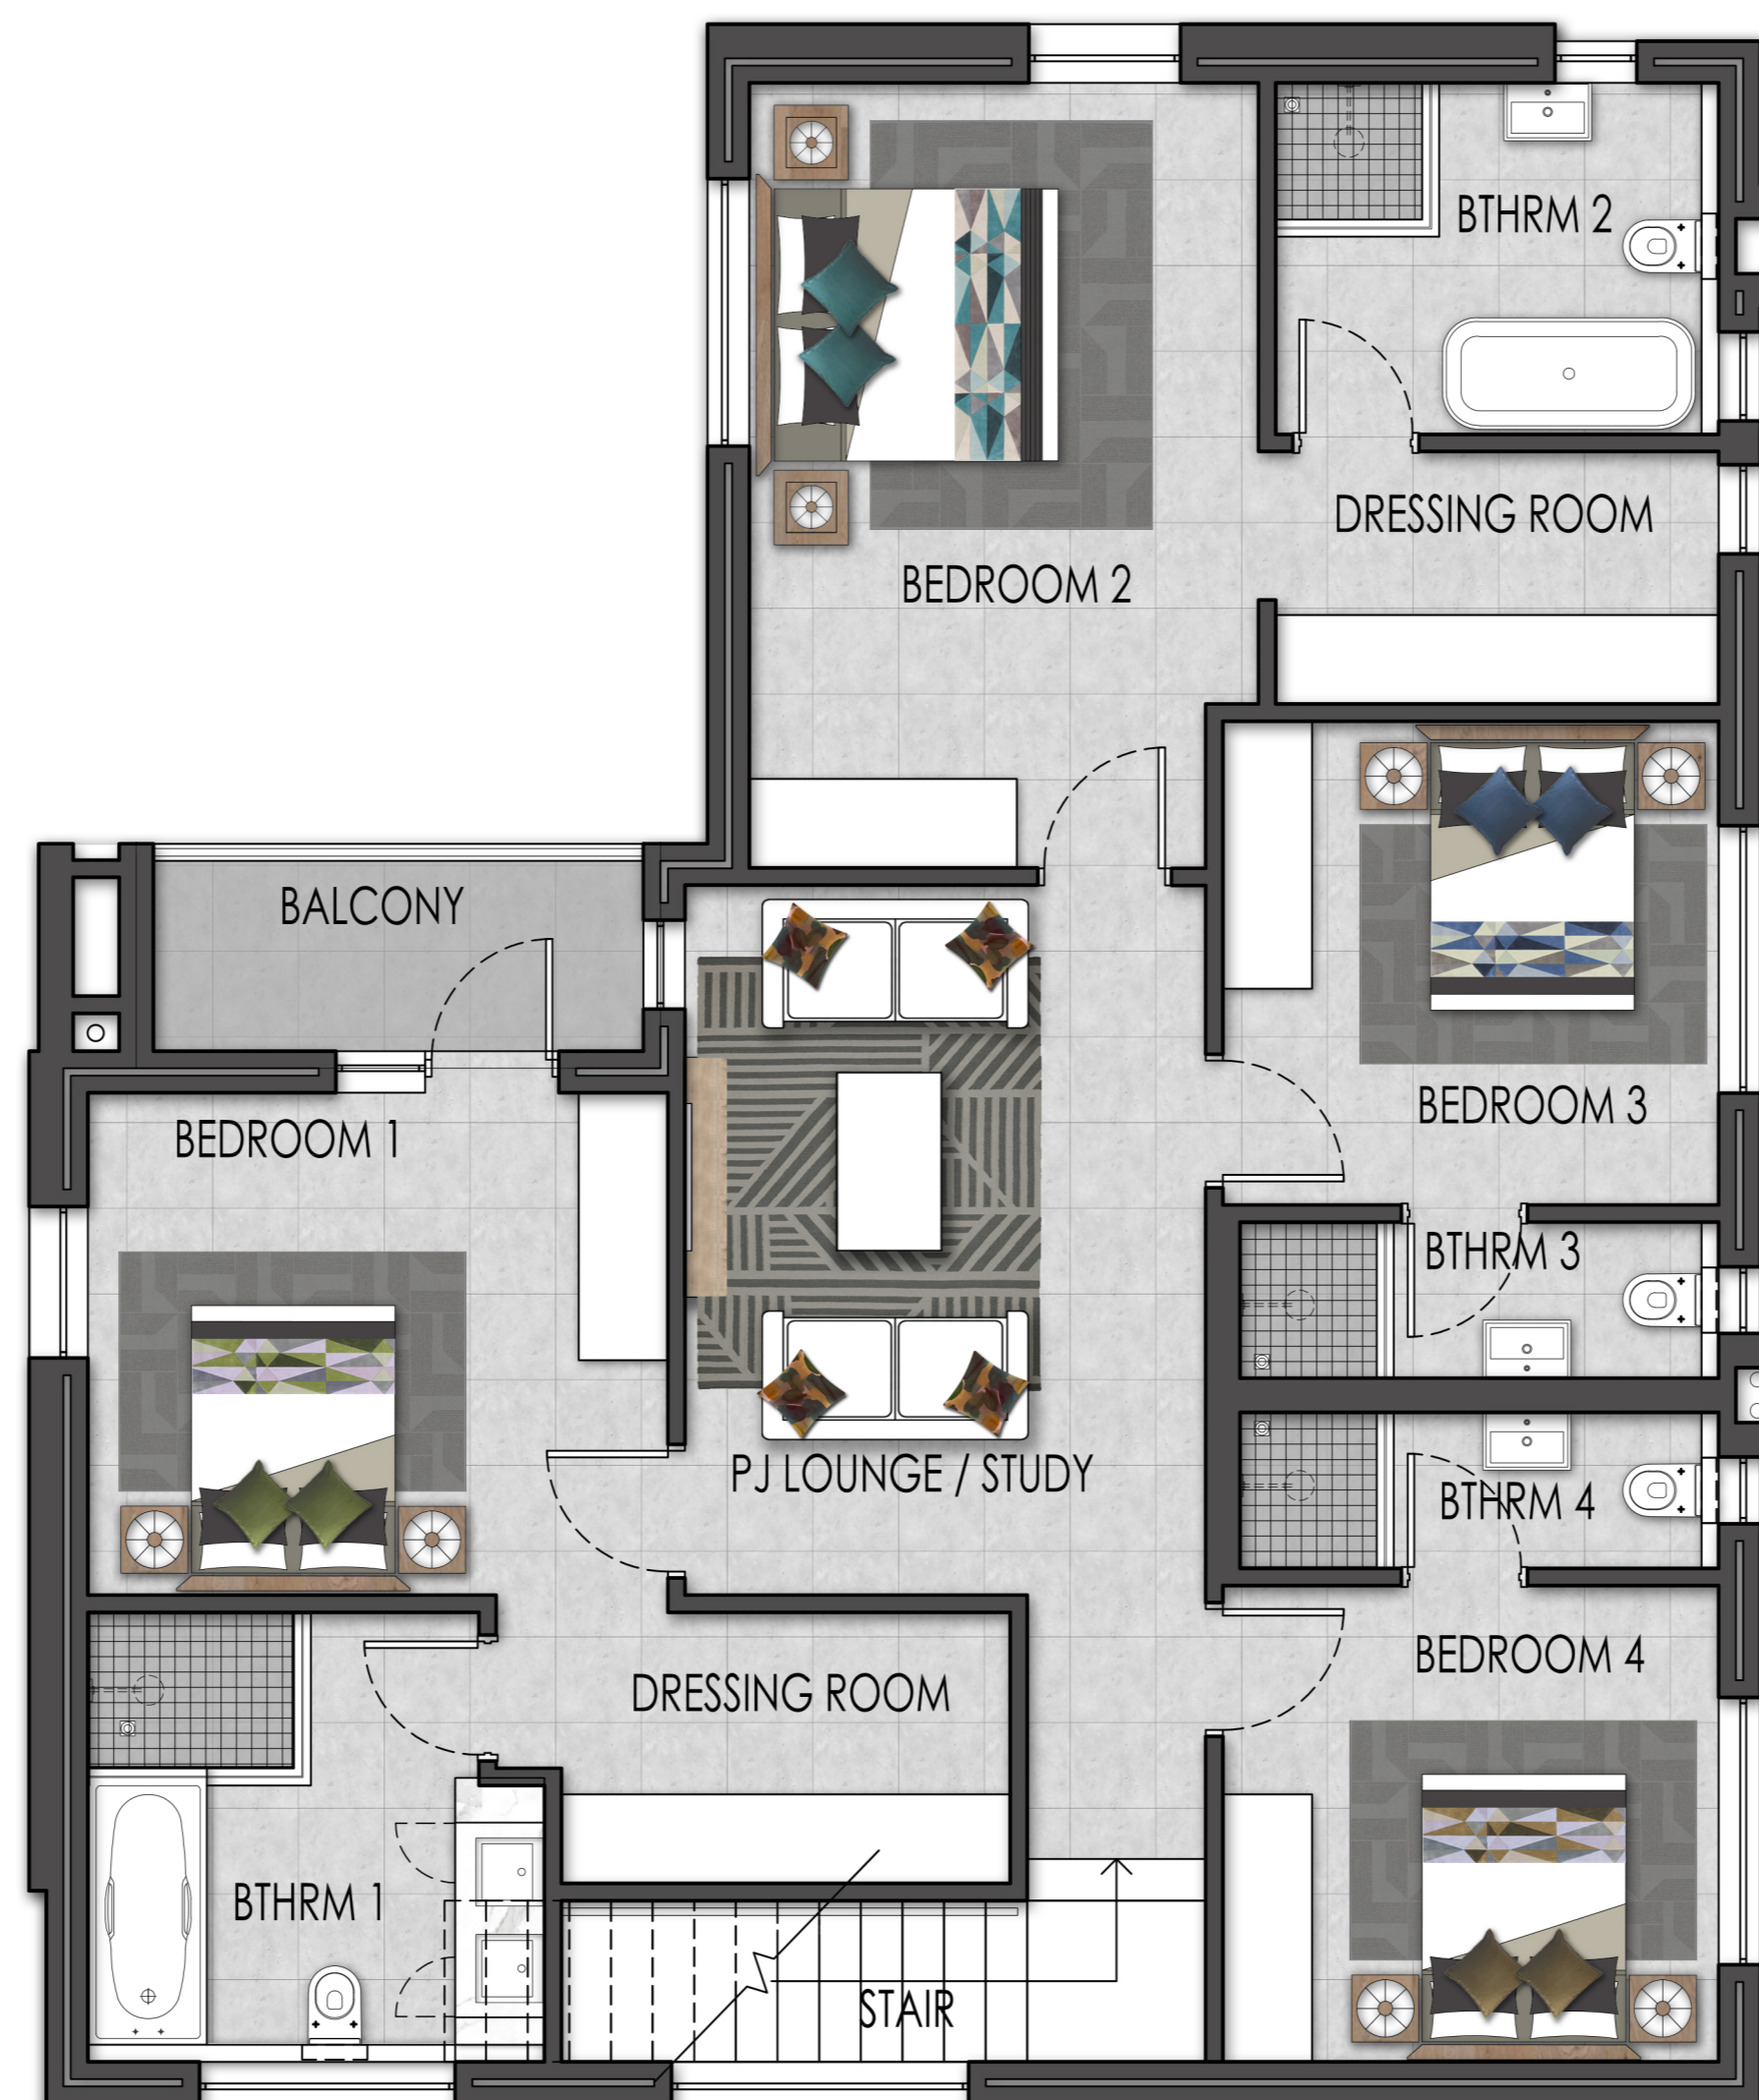 BTHRM 2
DRESSING ROOM
BEDROOM 2
BALCONY
BEDROOM 3
BEDROOM 1
BTHRM 3
PJ LOUNGE / STUDY
BTHRM 4
BEDROOM 4
DRESSING ROOM
BTHRM 1
STAIR